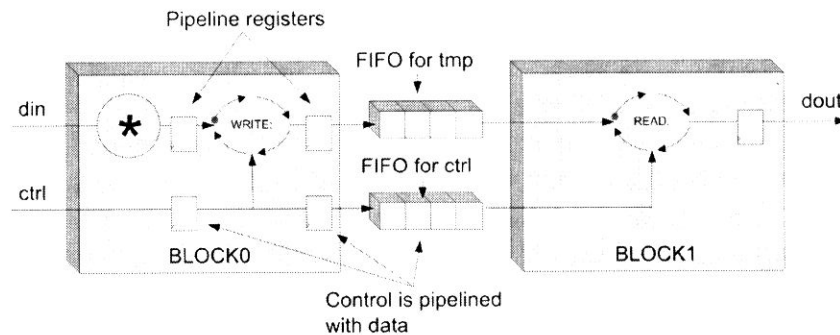 Pipeline registers
FIFO for tmp
din
*
WRITE:
READ:
dout
FIFO for ctrl
ctrl
BLOCK0
BLOCK1
Control is pipelined
with data